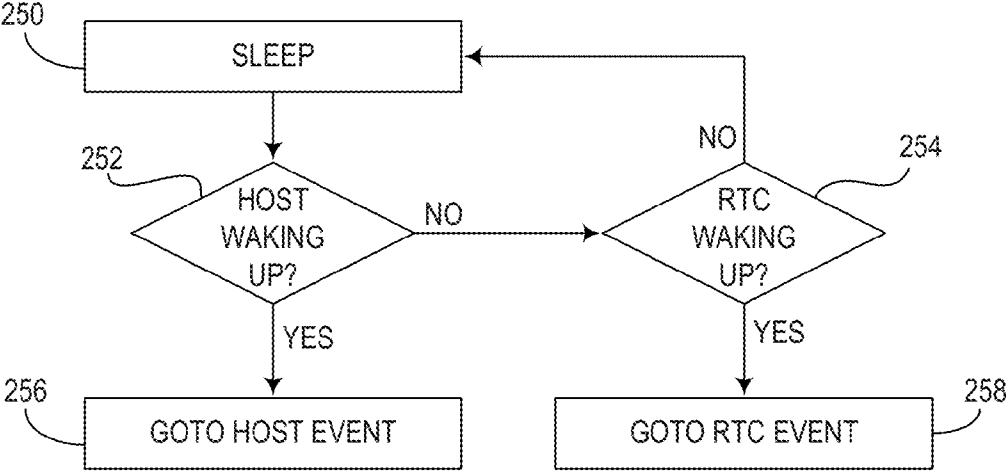 250
SLEEP
NO
252
254
HOST
WAKING
UP?
NO
RTC
WAKING
UP?
YES
YES
256
GOTO HOST EVENT
GOTO RTC EVENT
258